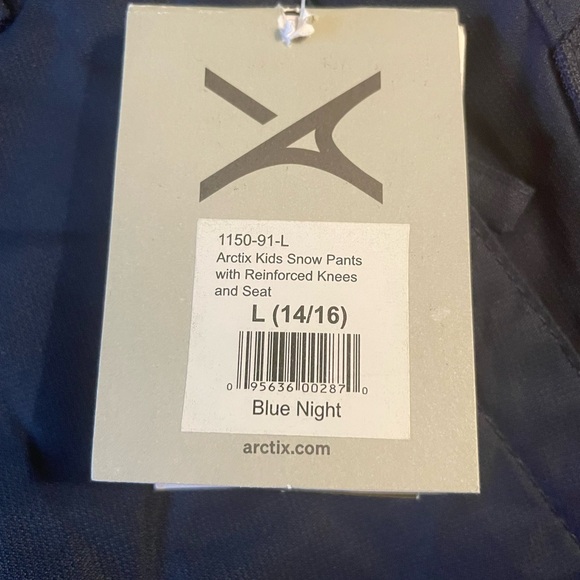 1150-91-L
Arctix Kids Snow Pants
with Reinforced Knees
and Seat
L (14/16)
0 95636 00287 0
Blue Night
arctix.com